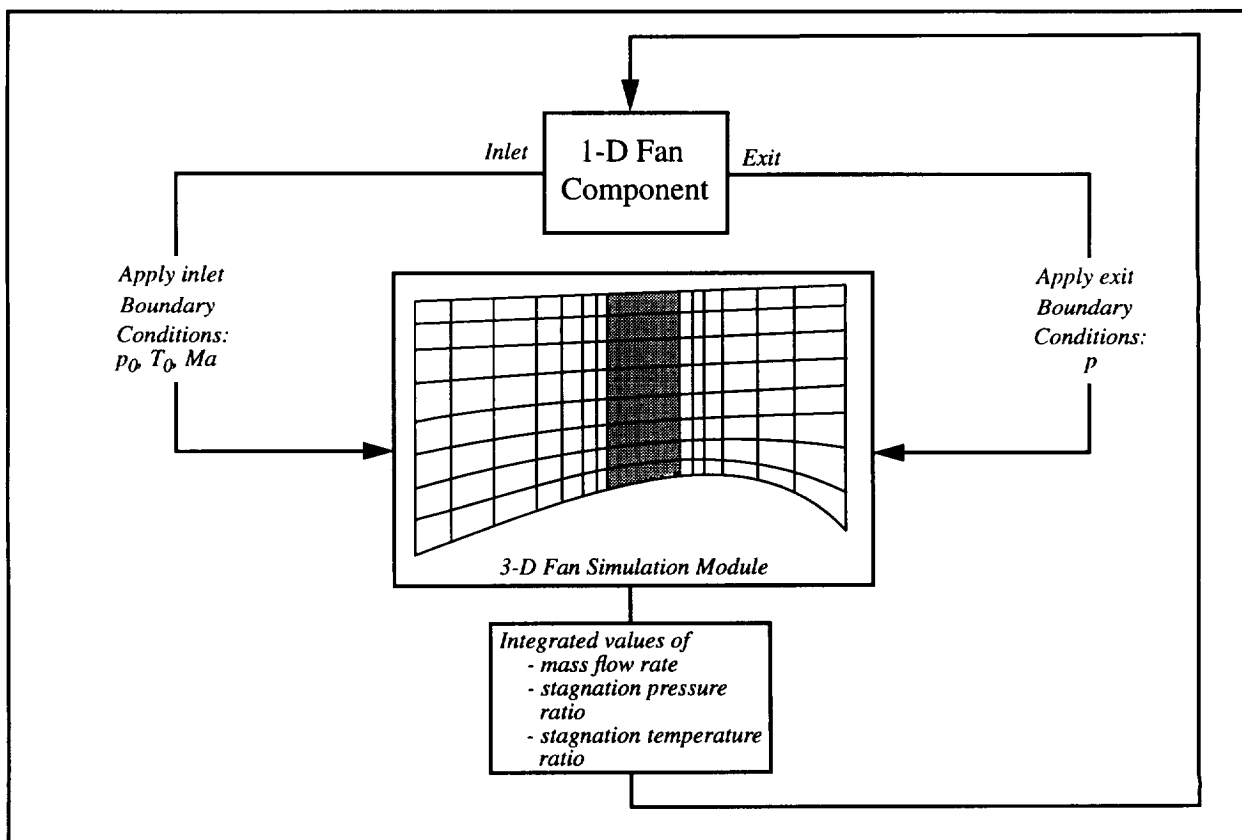 1-D Fan
Component
Inlet
Exit
Apply inlet
Boundary
Conditions:
p0, T0, Ma
Apply exit
Boundary
Conditions:
p
3-D Fan Simulation Module
Integrated values of
- mass flow rate
- stagnation pressure
ratio
- stagnation temperature
ratio